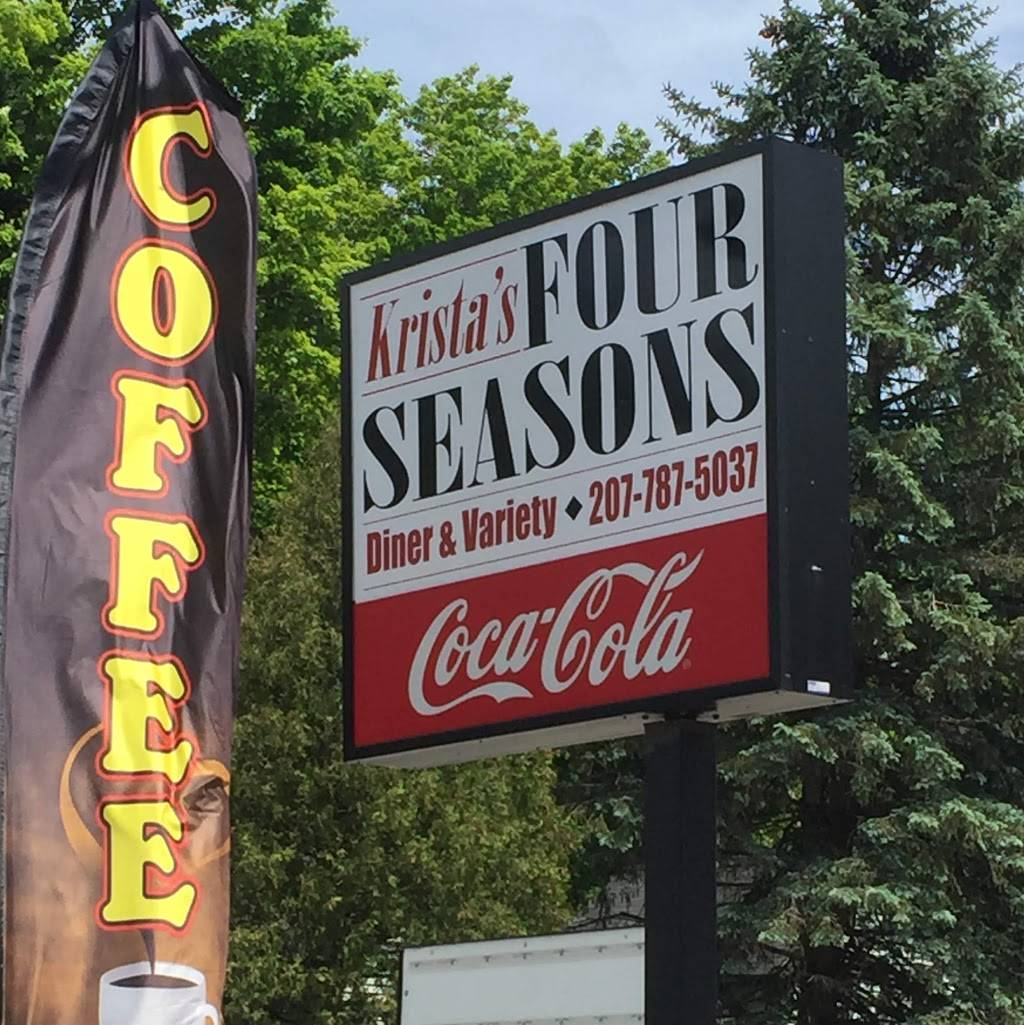 COFFEE
Krista's FOUR
SEASONS
Diner & Variety ♦ 207-787-5037
Coca-Cola®